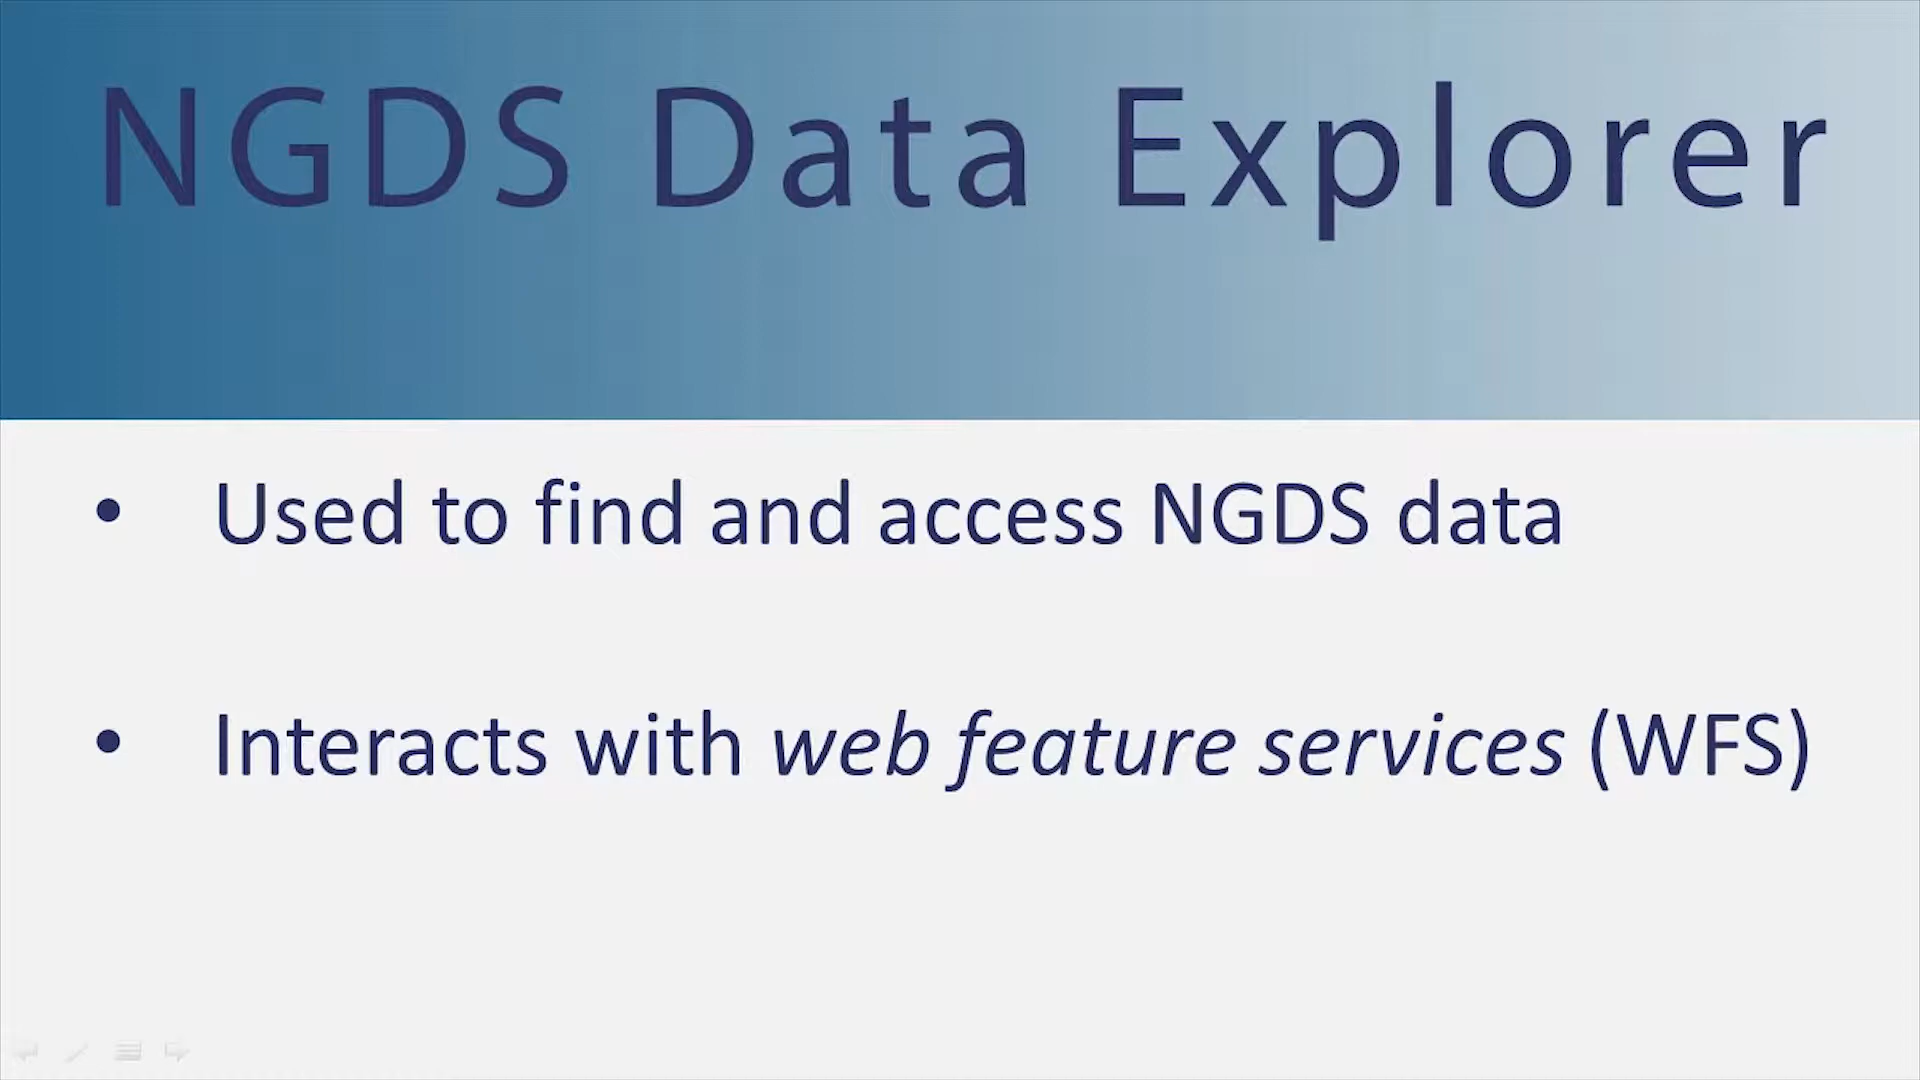 NGDS Data Explorer
• Used to find and access NGDS data
• Interacts with web feature services (WFS)